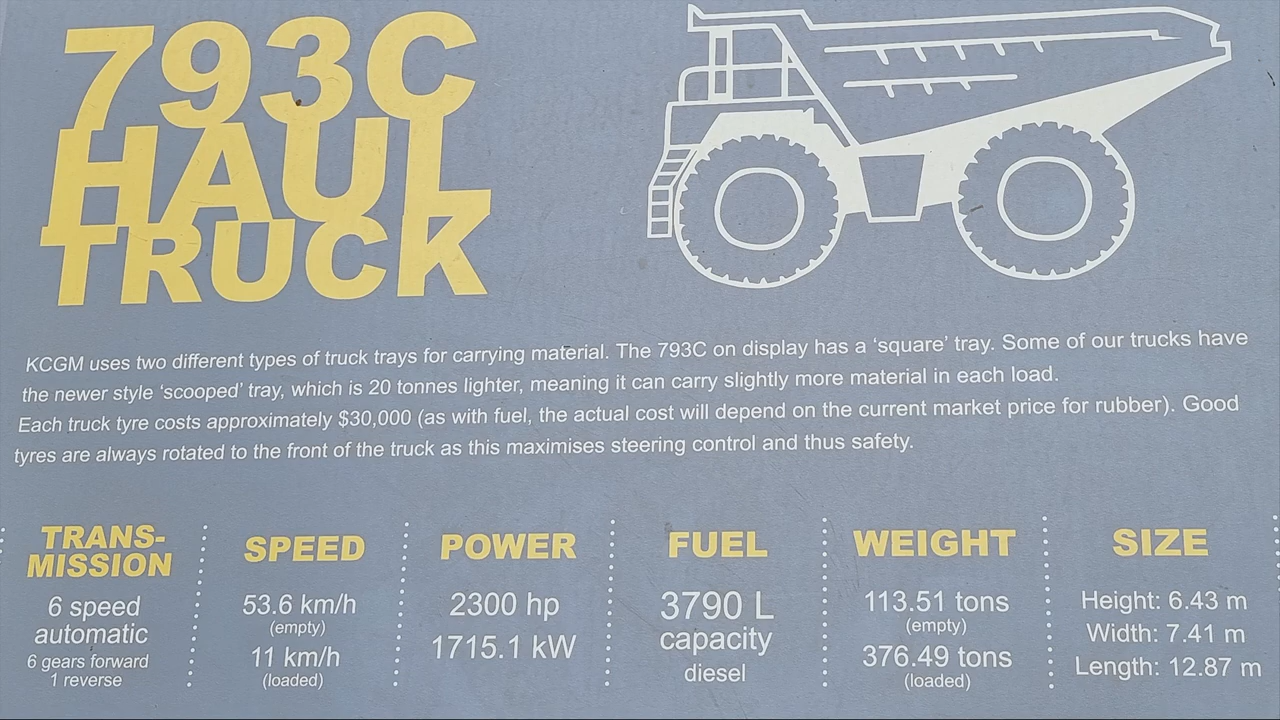 793C
HAUL
TRUCK
KCGM uses two different types of truck trays for carrying material. The 793C on display has a ‘square’ tray. Some of our trucks have
the newer style ‘scooped’ tray, which is 20 tonnes lighter, meaning it can carry slightly more material in each load.
Each truck tyre costs approximately $30,000 (as with fuel, the actual cost will depend on the current market price for rubber). Good
tyres are always rotated to the front of the truck as this maximises steering control and thus safety.
TRANS-
MISSION
6 speed
automatic
6 gears forward
1 reverse
SPEED
53.6 km/h
(empty)
11 km/h
(loaded)
POWER
2300 hp
1715.1 kW
FUEL
3790 L
capacity
diesel
WEIGHT
113.51 tons
(empty)
376.49 tons
(loaded)
SIZE
Height: 6.43 m
Width: 7.41 m
Length: 12.87 m